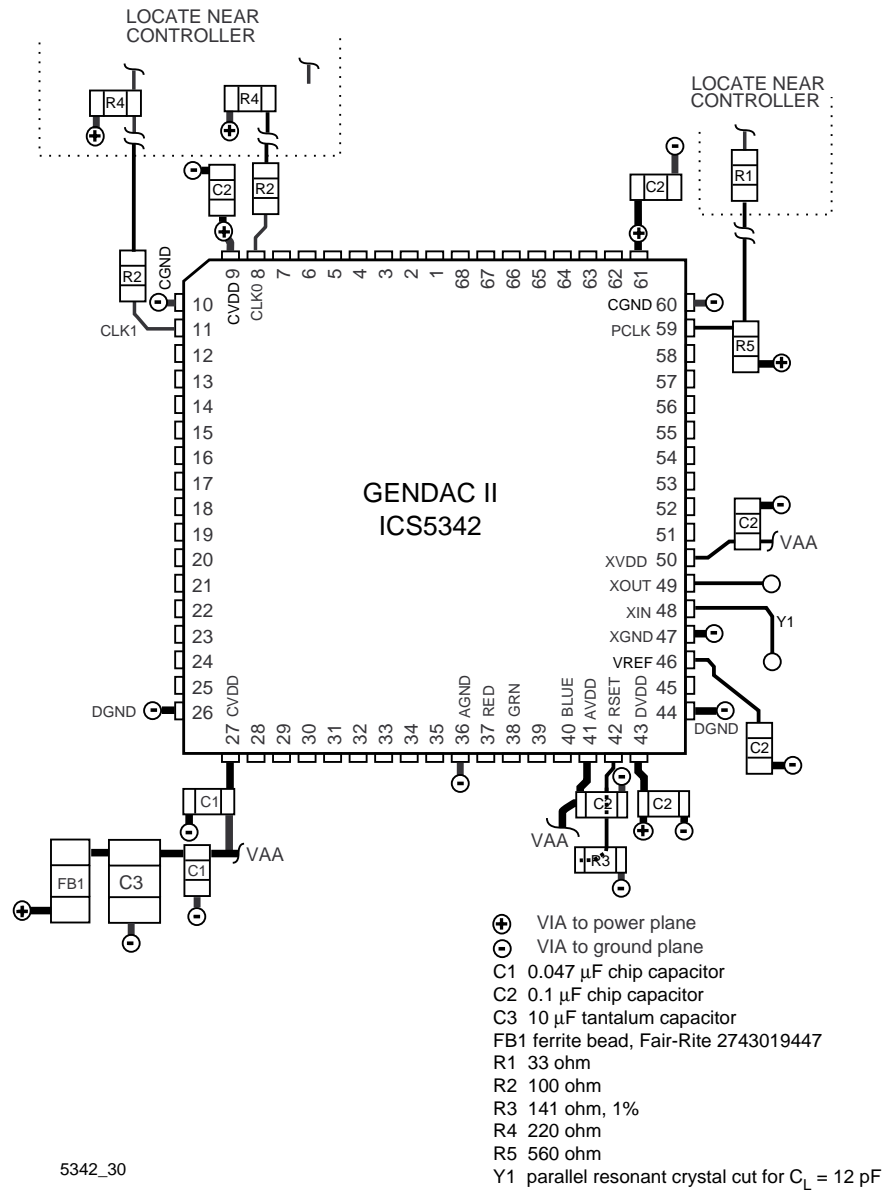 LOCATE NEAR
CONTROLLER
LOCATE NEAR
CONTROLLER
R4
R4
R1
C2
R2
C2
R2
CGND
CVDD 9
CLK0 8
7
6
5
4
3
2
1
68
67
66
65
64
63
62
61
10
CLK1
11
12
13
14
15
16
17
18
19
20
21
22
23
24
25
DGND
26
CGND 60
PCLK 59
R5
58
57
56
55
54
53
52
51
C2
VAA
XVDD 50
XOUT 49
XIN 48
Y1
XGND 47
VREF 46
45
44
DGND
C2
GENDAC II
ICS5342
27 CVDD
28
29
30
31
32
33
34
35
36 AGND
37 RED
38 GRN
39
40 BLUE
41 AVDD
42 RSET
43 DVDD
C1
C2
C2
VAA
VAA
R3
FB1
C3
C1
VIA to power plane
VIA to ground plane
C1 0.047 μF chip capacitor
C2 0.1 μF chip capacitor
C3 10 μF tantalum capacitor
FB1 ferrite bead, Fair-Rite 2743019447
R1 33 ohm
R2 100 ohm
R3 141 ohm, 1%
R4 220 ohm
R5 560 ohm
Y1 parallel resonant crystal cut for CL = 12 pF
5342_30